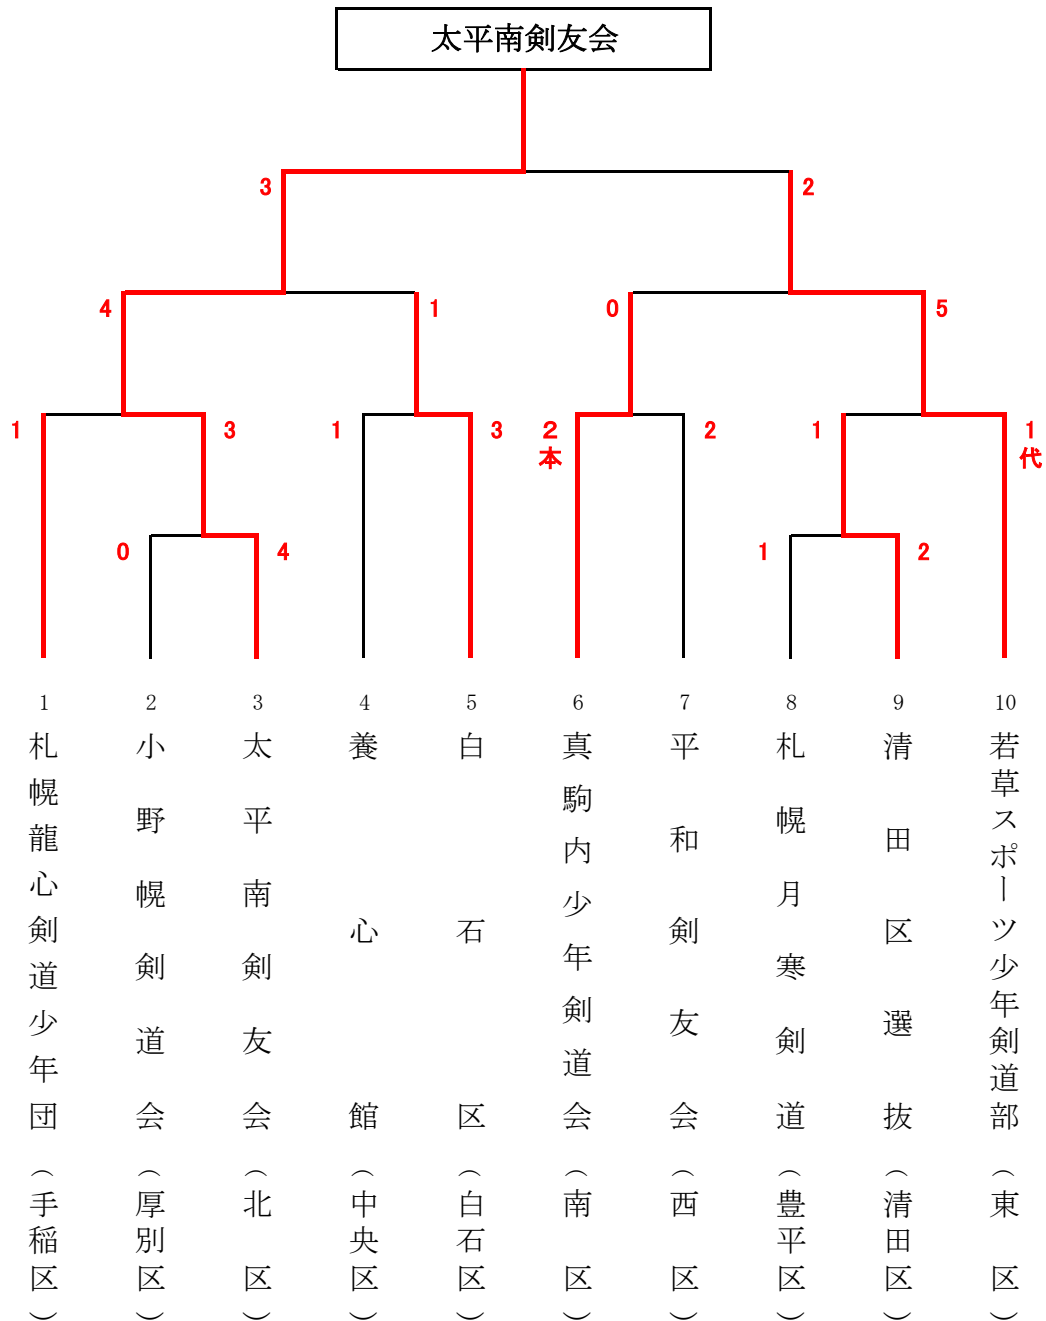 太平南剣友会
3
2
4
1
0
5
1
3
1
3
2本
2
1
1代
0
4
1
2
1
2
3
4
5
6
7
8
9
10
札幌龍心剣道少年団（手稲区）
小野幌剣道会（厚別区）
太平南剣友会（北区）
養心館（中央区）
白石区（白石区）
真駒内少年剣道会（南区）
平和剣友会（西区）
札幌月寒剣道（豊平区）
清田区選抜（清田区）
若草スポーツ少年剣道部（東区）